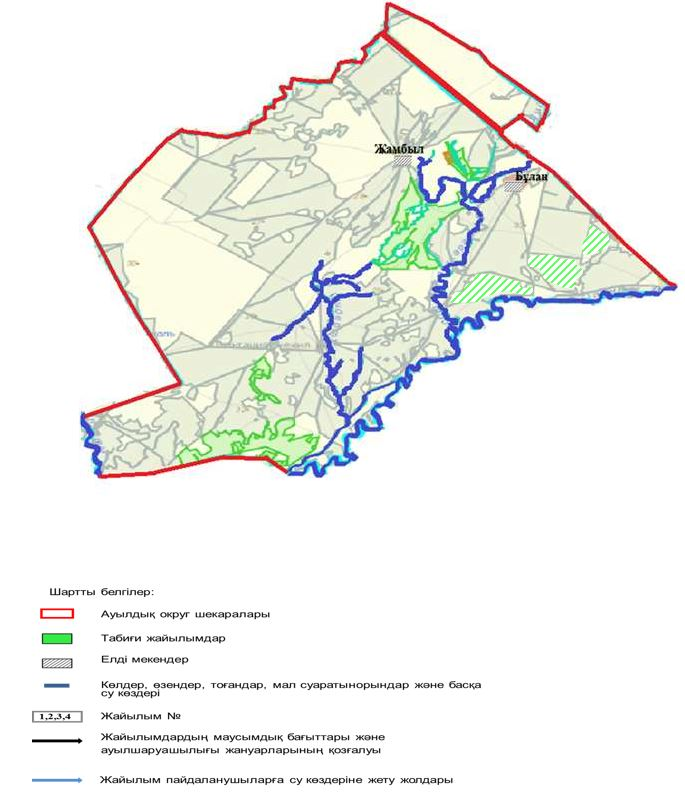 Жамбыл
Бұлан
Шартты белгілер:
Ауылдық округ шекаралары
Табиғи жайылымдар
Елді мекендер
Көлдер, өзендер, тоғандар, мал суаратынорындар және басқа
су көздері
1,2,3,4 Жайылым №
Жайылымдардың маусымдық бағыттары және
ауылшаруашылығы жануарларының қозғалуы
Жайылым пайдаланушыларға су көздеріне жету жолдары